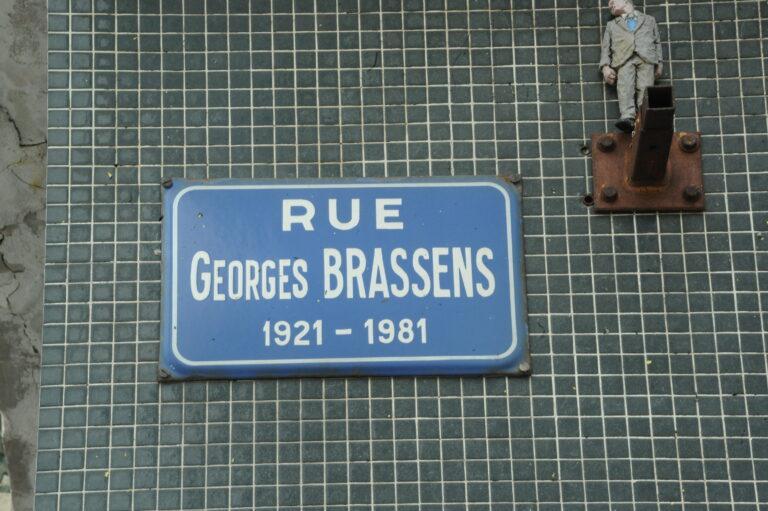 RUE
GEORGES BRASSENS
1921 - 1981